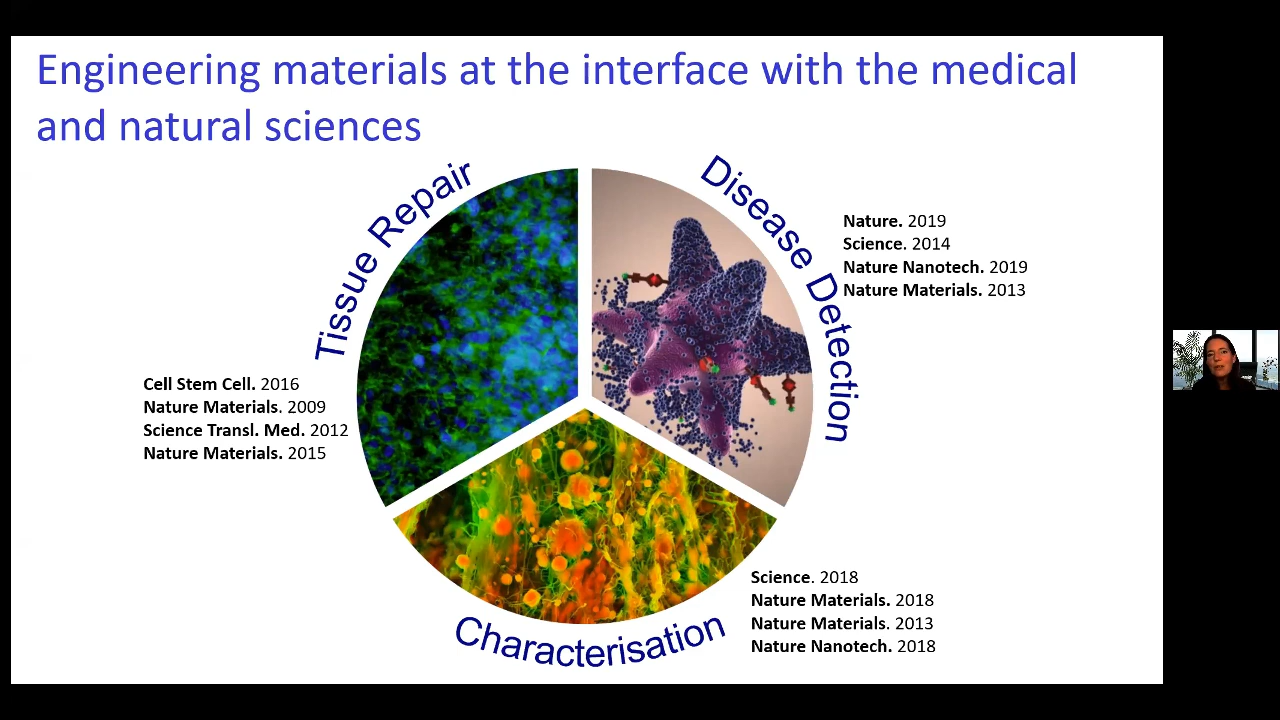 Engineering materials at the interface with the medical
and natural sciences
Tissue Repair
Disease Detection
Nature. 2019
Science. 2014
Nature Nanotech. 2019
Nature Materials. 2013
Cell Stem Cell. 2016
Nature Materials. 2009
Science Transl. Med. 2012
Nature Materials. 2015
Science. 2018
Nature Materials. 2018
Nature Materials. 2013
Nature Nanotech. 2018
Characterisation